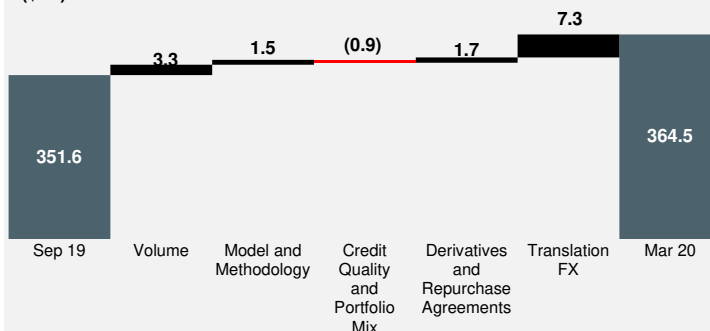 7.3
3.3
1.5
(0.9)
1.7
351.6
364.5
Sep 19
Volume
Model and
Methodology
Credit
Quality
and
Portfolio
Mix
Derivatives
and
Repurchase
Agreements
Translation
FX
Mar 20